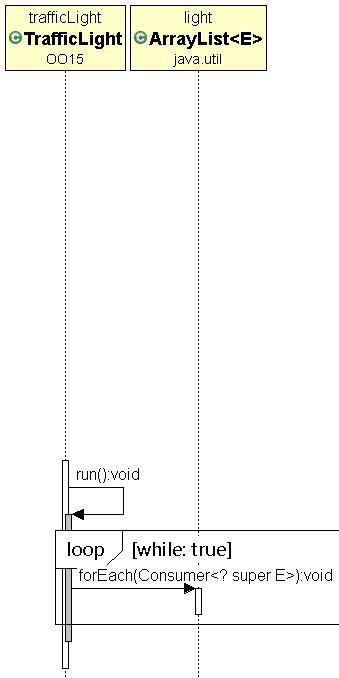 trafficLight
TrafficLight
OO15
light
ArrayList<E>
java.util
run():void
loop
[while: true]
forEach(Consumer<? super E>):void